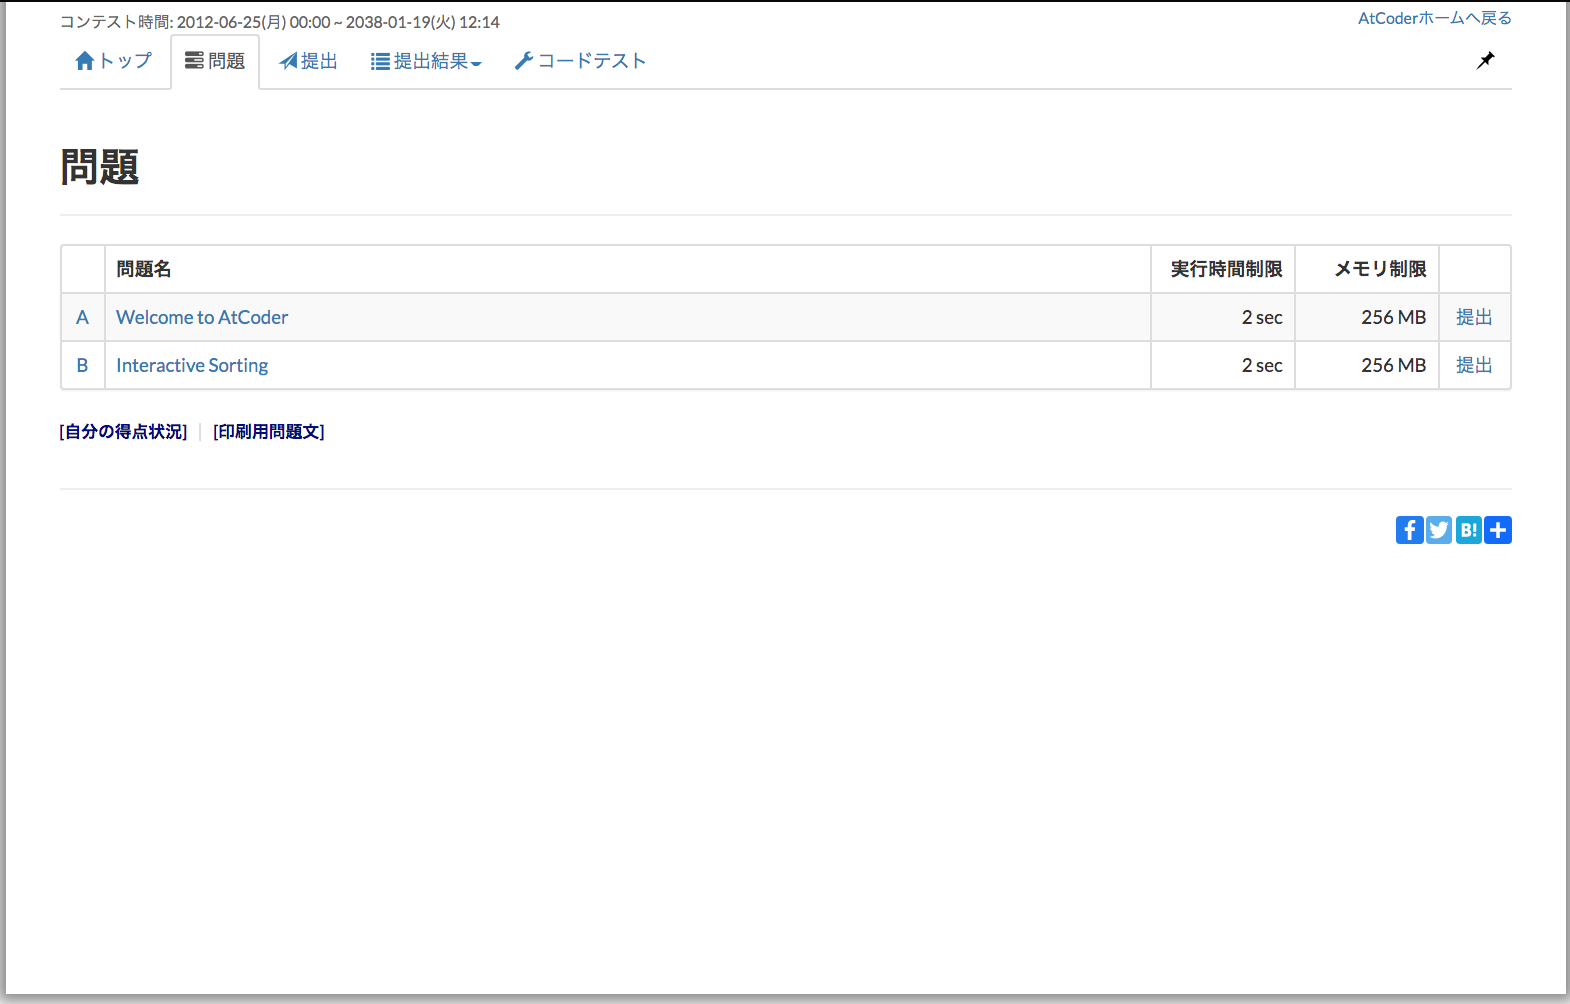 コンテスト時間: 2012-06-25(月) 00:00 ~ 2038-01-19(火) 12:14
AtCoderホームへ戻る
トップ 問題 提出 提出結果 コードテスト
問題
問題名 実行時間制限 メモリ制限
A Welcome to AtCoder 2 sec 256 MB 提出
B Interactive Sorting 2 sec 256 MB 提出
[自分の得点状況] [印刷用問題文]
B!